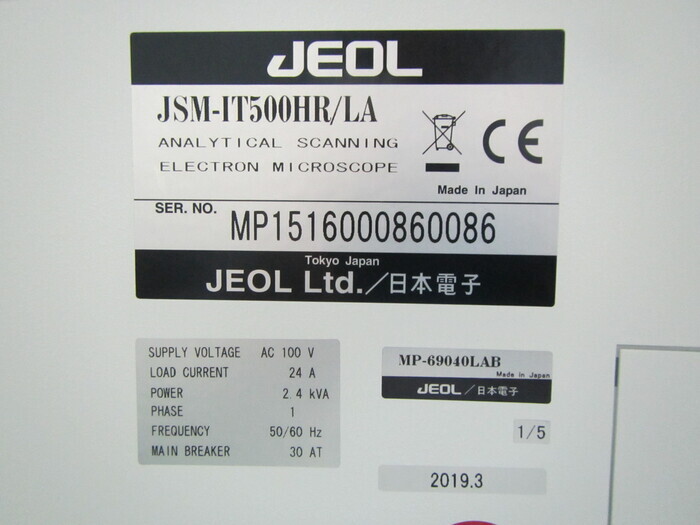 JEOL
JSM-IT500HR/LA
ANALYTICAL SCANNING
ELECTRON MICROSCOPE
CE
Made In Japan
SER. NO. MP1516000860086
Tokyo Japan
JEOL Ltd./日本電子
SUPPLY VOLTAGE AC 100 V
LOAD CURRENT 24 A
POWER 2.4 kVA
PHASE 1
FREQUENCY 50/60 Hz
MAIN BREAKER 30 AT
MP-69040LAB
Made in Japan
JEOL/日本電子
1/5
2019.3